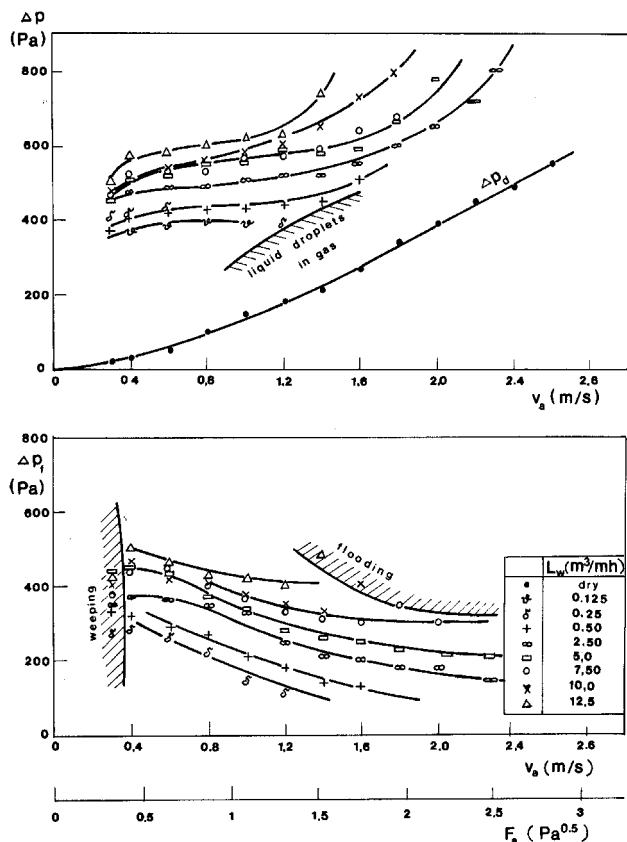 Δp
(Pa)
800
600
400
200
0
Δp_d
liquid droplets
in gas
0 0,4 0,8 1,2 1,6 2,0 2,4 2,6
v_a (m/s)
800
Δp_f
(Pa)
600
400
200
0
weeping
flooding
L_w (m³/mh)
dry
0.125
0.25
0.50
2.50
5,0
7,50
10,0
12,5
0 0,4 0,8 1,2 1,6 2,0 2,4 2,6
v_a (m/s)
0 0,5 1 1,5 2 2,5 3
F_a (Pa^0.5)